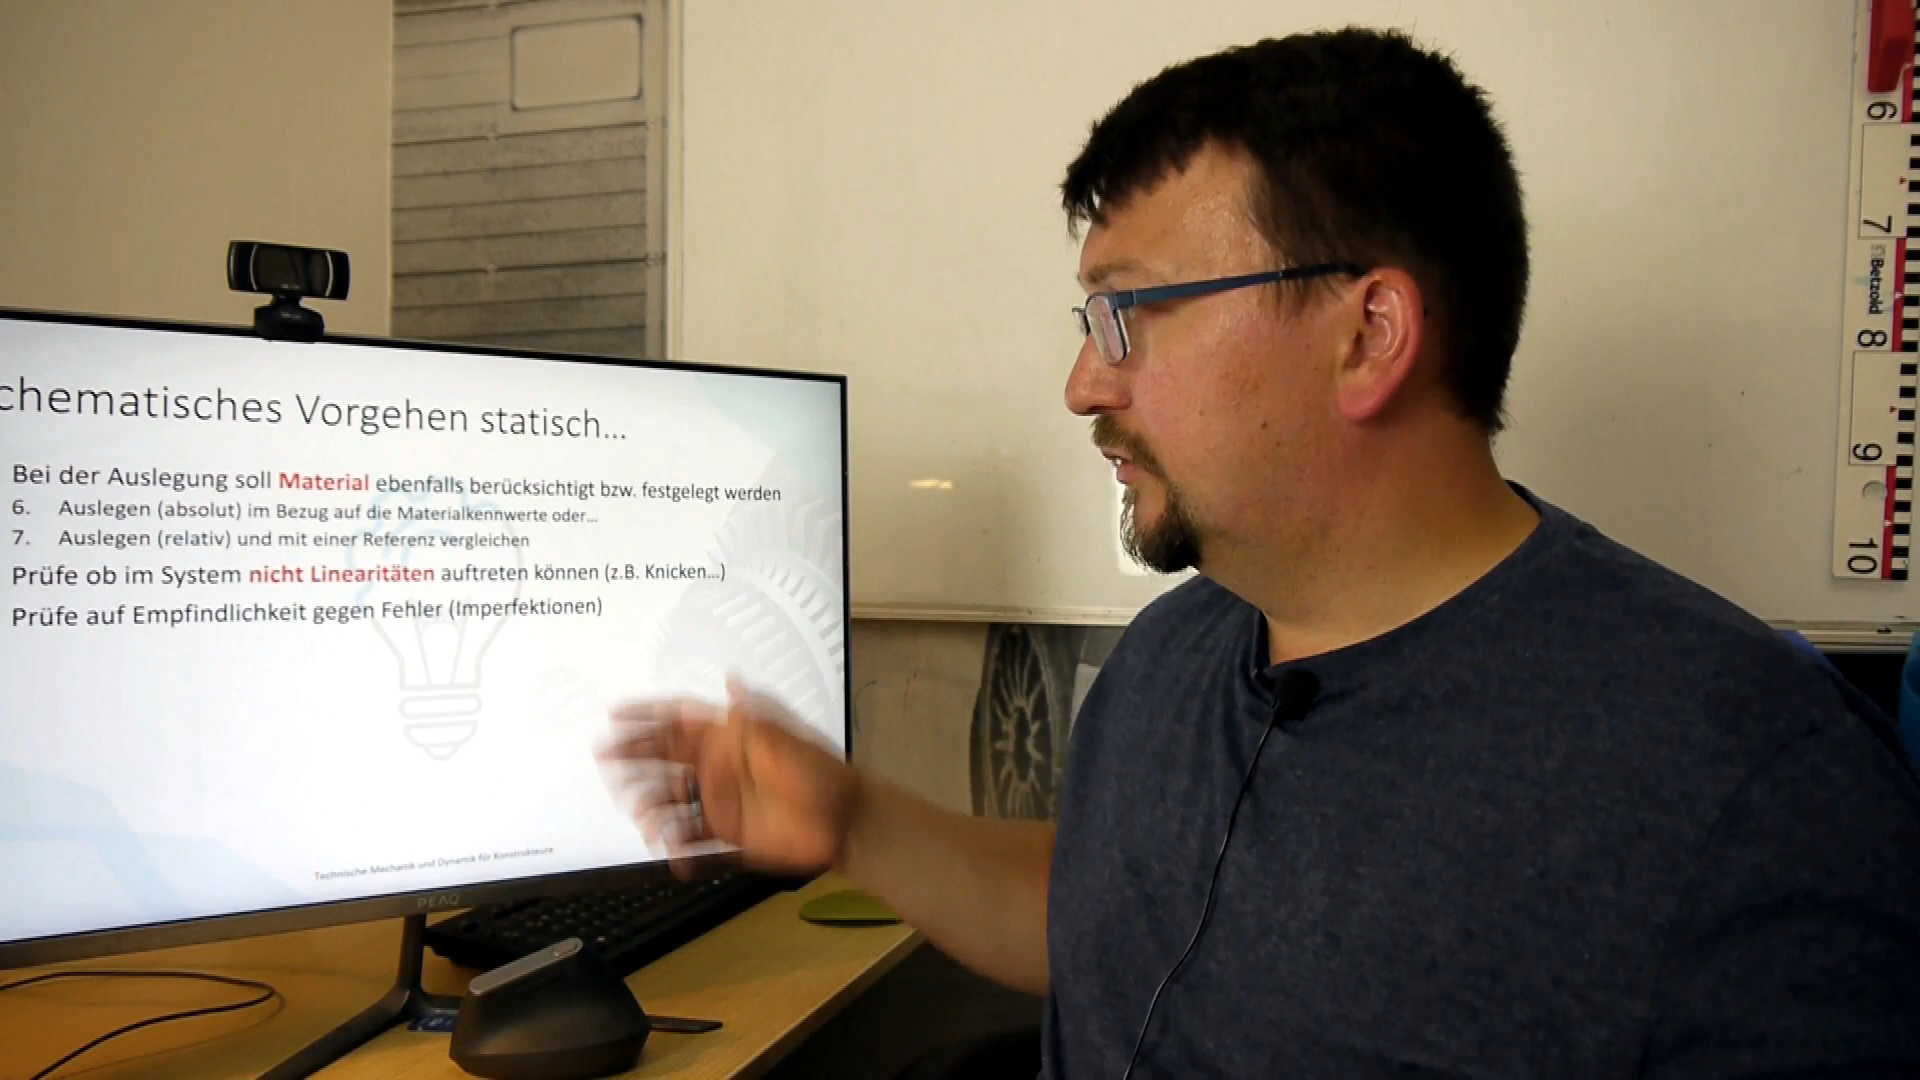 chematisches Vorgehen statisch...
Bei der Auslegung soll Material ebenfalls berücksichtigt bzw. festgelegt werden
6. Auslegen (absolut) im Bezug auf die Materialkennwerte oder...
7. Auslegen (relativ) und mit einer Referenz vergleichen
Prüfe ob im System nicht Linearitäten auftreten können (z.B. Knicken...)
Prüfe auf Empfindlichkeit gegen Fehler (Imperfektionen)
Technische Mechanik und Dynamik für Konstrukteure
PEAQ
6
7
Betzold
8
9
10
1